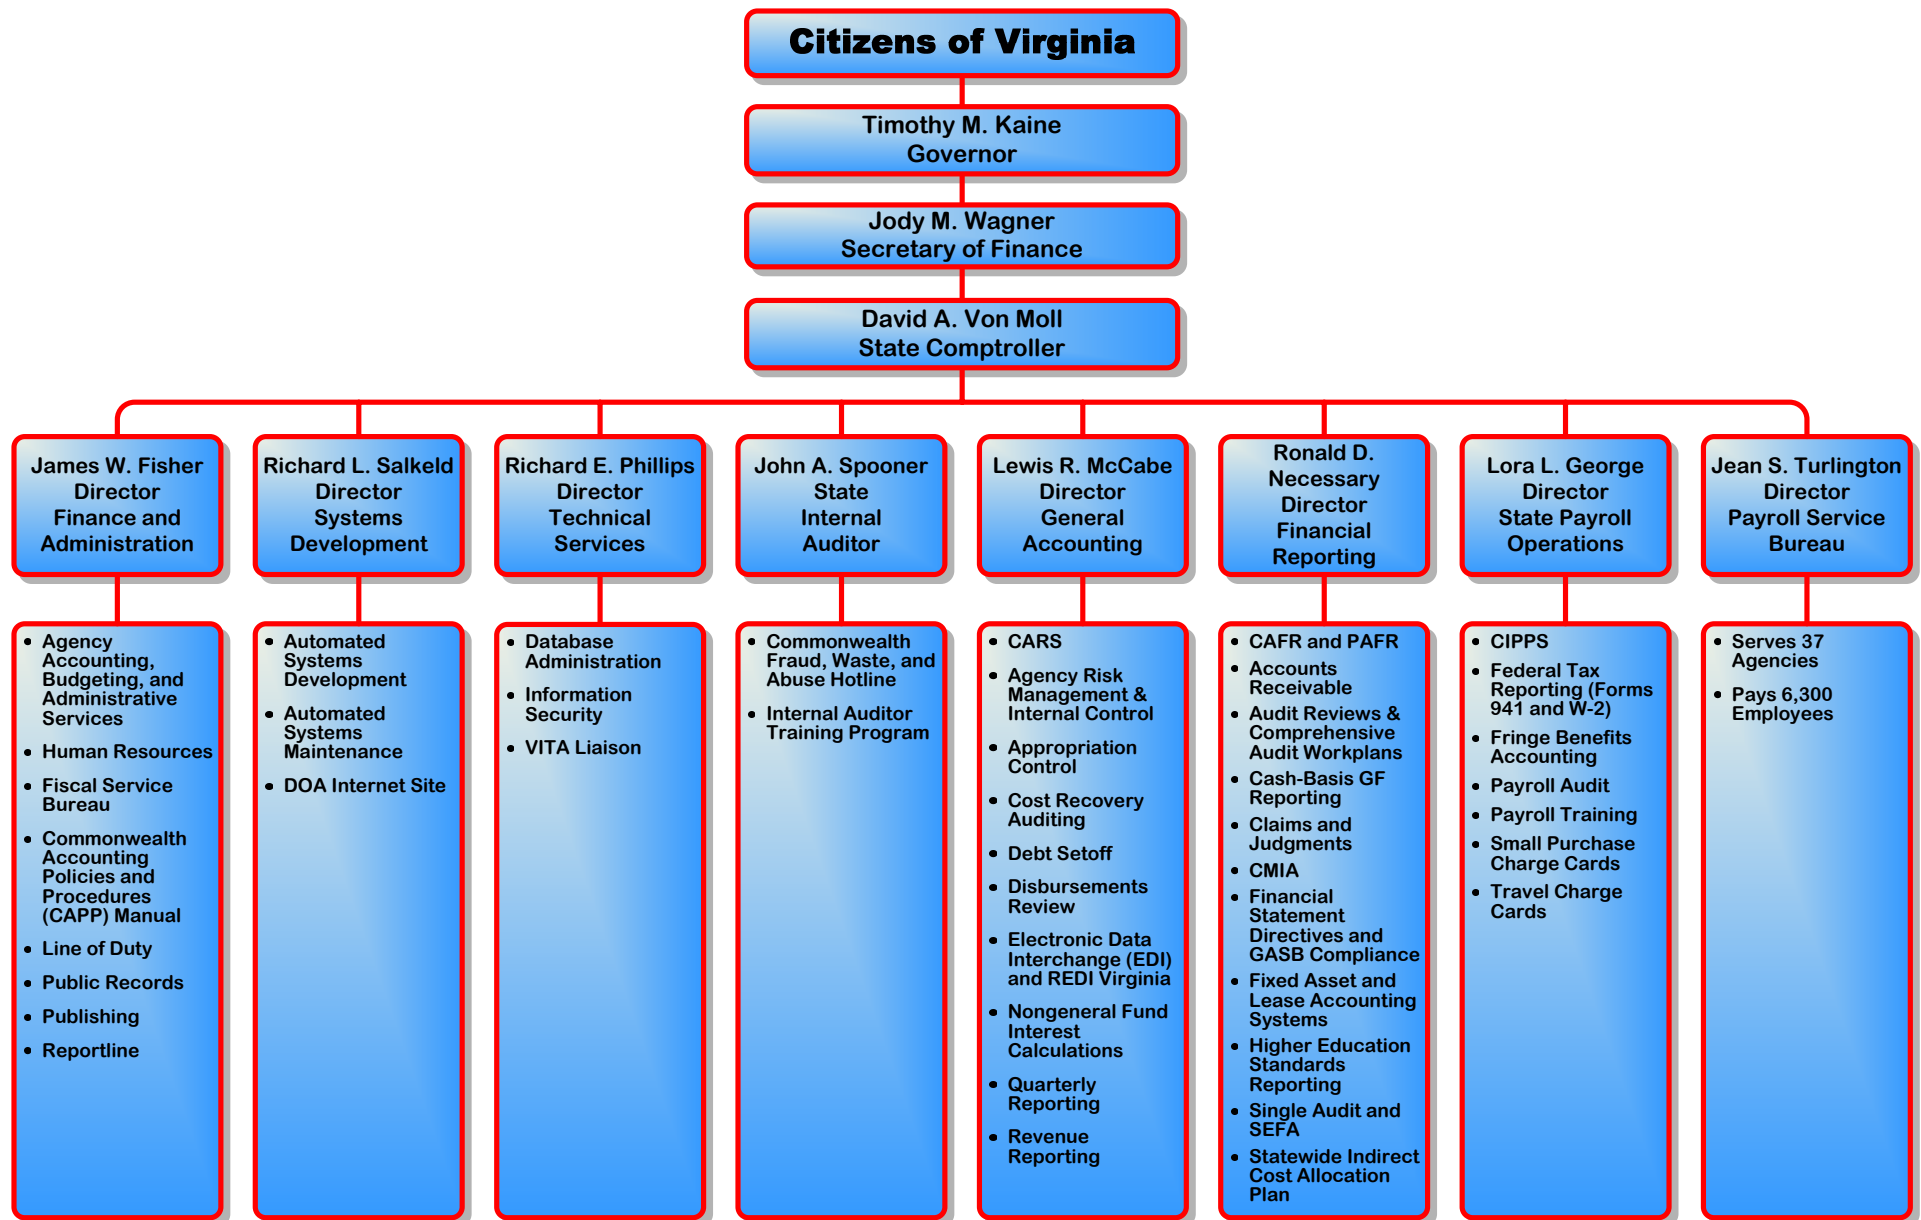 Citizens of Virginia
Timothy M. Kaine
Governor
Jody M. Wagner
Secretary of Finance
David A. Von Moll
State Comptroller
James W. Fisher
Director
Finance and
Administration
Richard L. Salkeld
Director
Systems
Development
Richard E. Phillips
Director
Technical
Services
John A. Spooner
State
Internal
Auditor
Lewis R. McCabe
Director
General
Accounting
Ronald D.
Necessary
Director
Financial
Reporting
Lora L. George
Director
State Payroll
Operations
Jean S. Turlington
Director
Payroll Service
Bureau
• Agency
Accounting,
Budgeting, and
Administrative
Services
• Human Resources
• Fiscal Service
Bureau
• Commonwealth
Accounting
Policies and
Procedures
(CAPP) Manual
• Line of Duty
• Public Records
• Publishing
• Reportline
• Automated
Systems
Development
• Automated
Systems
Maintenance
• DOA Internet Site
• Database
Administration
• Information
Security
• VITA Liaison
• Commonwealth
Fraud, Waste, and
Abuse Hotline
• Internal Auditor
Training Program
• CARS
• Agency Risk
Management &
Internal Control
• Appropriation
Control
• Cost Recovery
Auditing
• Debt Setoff
• Disbursements
Review
• Electronic Data
Interchange (EDI)
and REDI Virginia
• Nongeneral Fund
Interest
Calculations
• Quarterly
Reporting
• Revenue
Reporting
• CAFR and PAFR
• Accounts
Receivable
• Audit Reviews &
Comprehensive
Audit Workplans
• Cash-Basis GF
Reporting
• Claims and
Judgments
• CMIA
• Financial
Statement
Directives and
GASB Compliance
• Fixed Asset and
Lease Accounting
Systems
• Higher Education
Standards
Reporting
• Single Audit and
SEFA
• Statewide Indirect
Cost Allocation
Plan
• CIPPS
• Federal Tax
Reporting (Forms
941 and W-2)
• Fringe Benefits
Accounting
• Payroll Audit
• Payroll Training
• Small Purchase
Charge Cards
• Travel Charge
Cards
• Serves 37
Agencies
• Pays 6,300
Employees